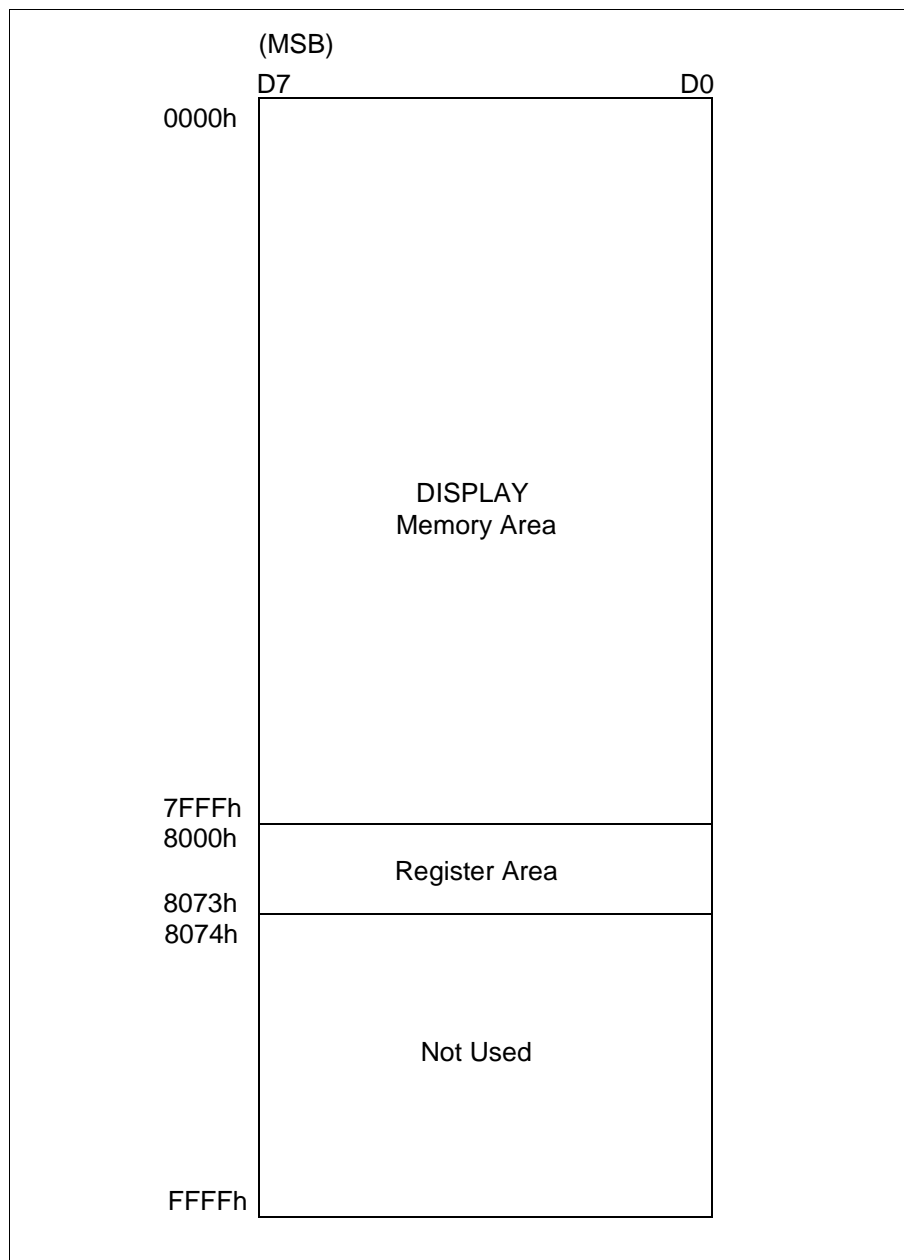 (MSB)
D7 D0
0000h
DISPLAY
Memory Area
7FFFh
8000h
Register Area
8073h
8074h
Not Used
FFFFh